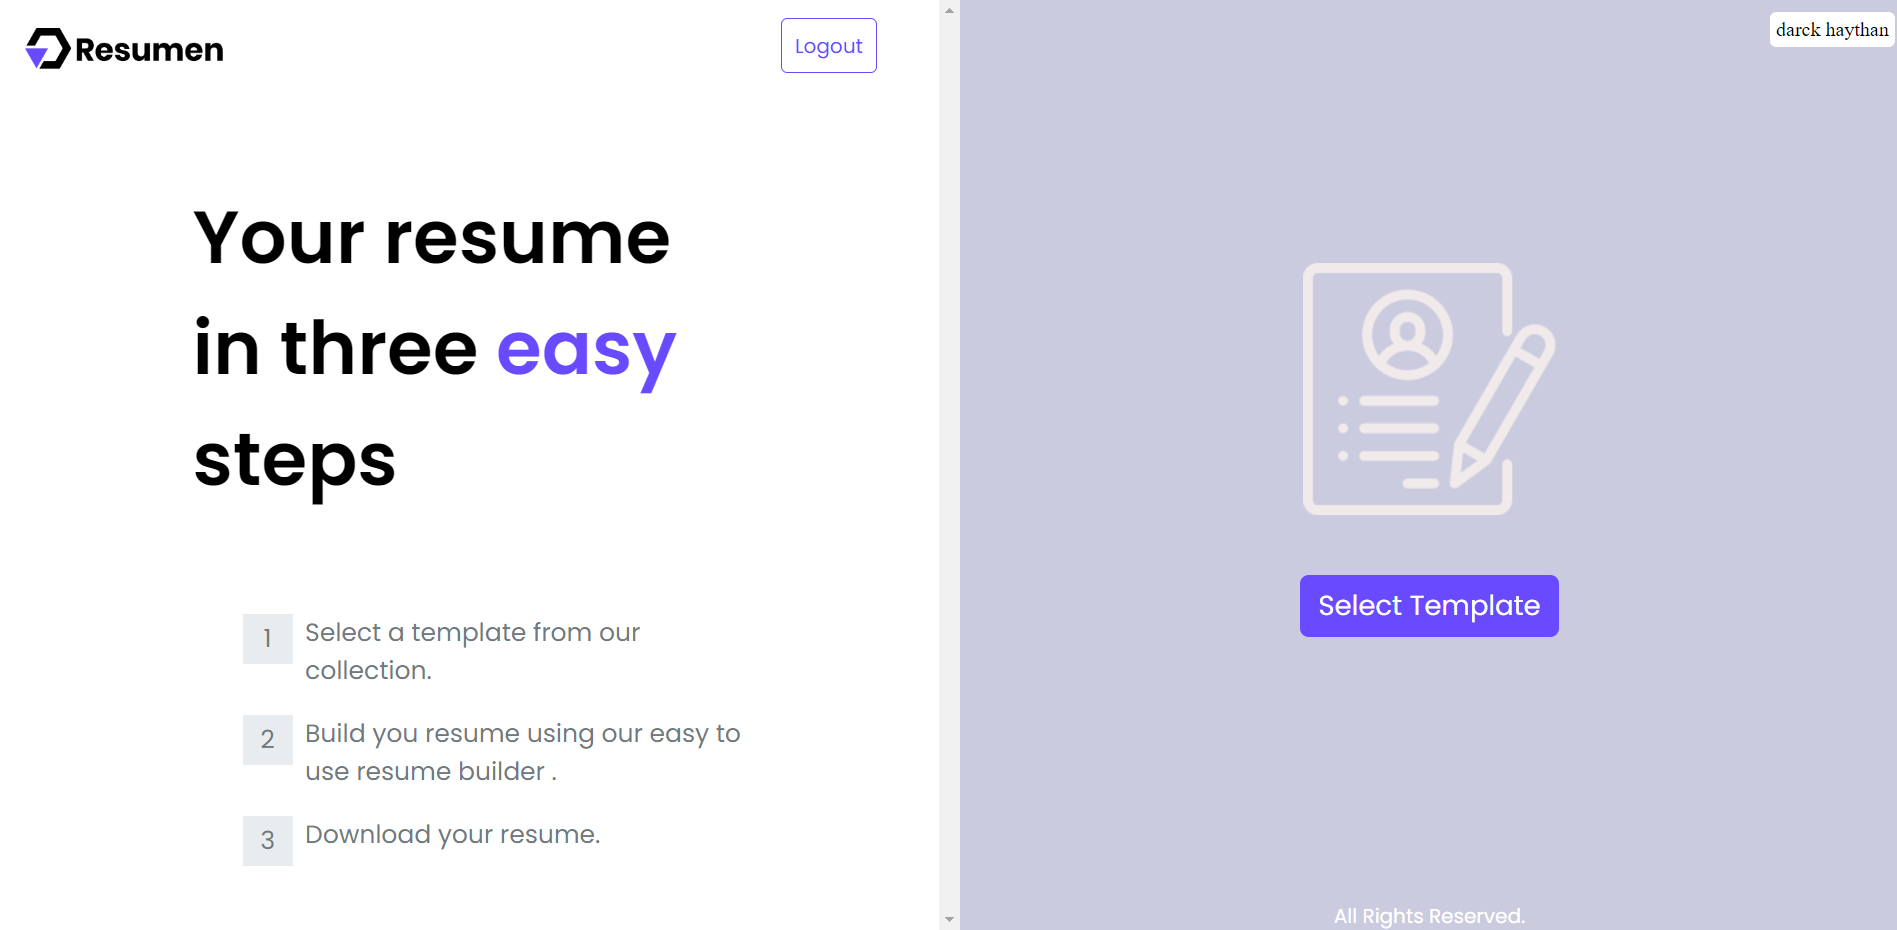 Resumen
Logout
Your resume
in three easy
steps
1 Select a template from our
collection.
2 Build you resume using our easy to
use resume builder .
3 Download your resume.
darck haythan
Select Template
All Rights Reserved.